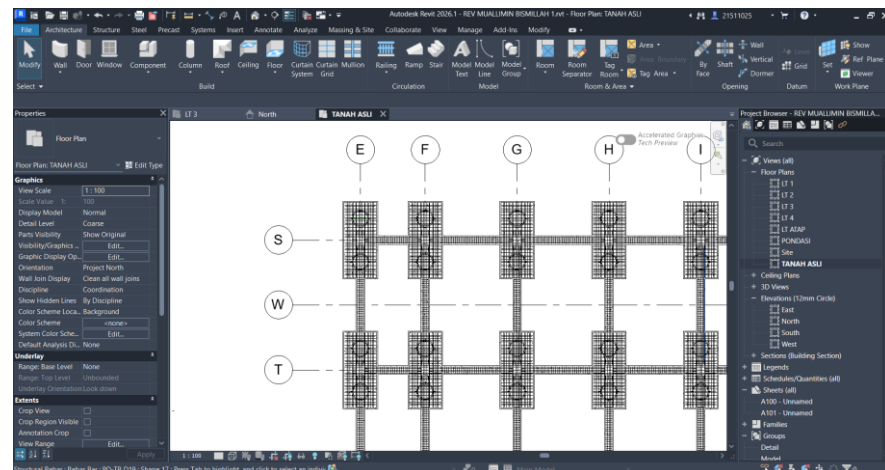 Autodesk Revit 2026.1 - REV MUALLIMIN BISMILLAH 1.rvt - Floor Plan: TANAH ASLI
21511025
File Architecture Structure Steel Precast Systems Insert Annotate Analyze Massing & Site Collaborate View Manage Add-Ins Modify
Modify Wall Door Window Component Column Roof Ceiling Floor Curtain System Curtain Grid Mullion Railing Ramp Stair Model Text Model Line Model Group Room Room Separator Tag Room Area Area Boundary Tag Area By Face Shaft Wall Vertical Dormer Level Grid Set Show Ref Plane Viewer
Select Build Circulation Room & Area Opening Datum Work Plane
Properties
Floor Plan
Floor Plan: TANAH ASLI Edit Type
Graphics
View Scale 1 : 100
Scale Value 1: 100
Display Model Normal
Detail Level Coarse
Parts Visibility Show Original
Visibility/Graphics ... Edit...
Graphic Display Op... Edit...
Orientation Project North
Wall Join Display Clean all wall joins
Discipline Coordination
Show Hidden Lines By Discipline
Color Scheme Loca... Background
Color Scheme <none>
System Color Sche... Edit...
Default Analysis Di... None
Underlay
Range: Base Level None
Range: Top Level Unbounded
Underlay Orientation Look down
Extents
Crop View
Crop Region Visible
Annotation Crop
View Range Edit...
Apply
LT 3 North TANAH ASLI
Accelerated Graphics
Tech Preview
E F G H I
S
W
T
1 : 100
Project Browser - REV MUALLIMIN BISMILLA...
Search
Views (all)
Floor Plans
LT 1
LT 2
LT 3
LT 4
LT ATAP
PONDASI
Site
TANAH ASLI
Ceiling Plans
3D Views
Elevations (12mm Circle)
East
North
South
West
Sections (Building Section)
Legends
Schedules/Quantities (all)
Sheets (all)
A100 - Unnamed
A101 - Unnamed
Families
Groups
Detail
Model